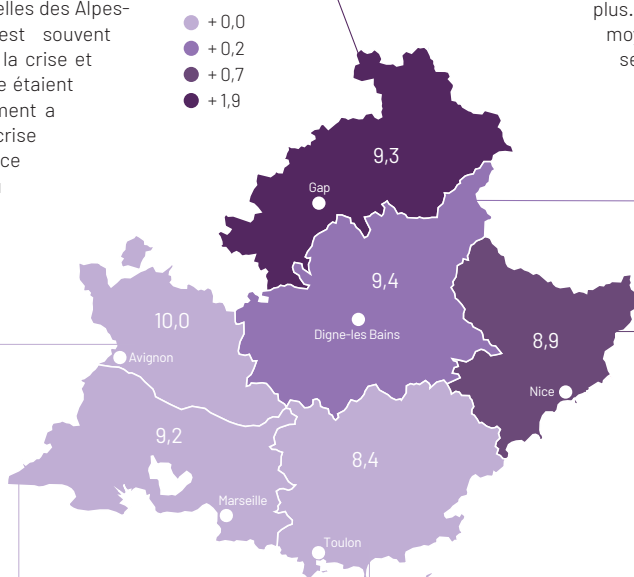 elles des Alpes-
est souvent
la crise et
e étaient
ment a
crise
ce
+ 0,0
+ 0,2
+ 0,7
+ 1,9
plus.
mo
se
9,3
Gap
9,4
Digne-les Bains
10,0
Avignon
8,9
Nice
9,2
8,4
Marseille
Toulon